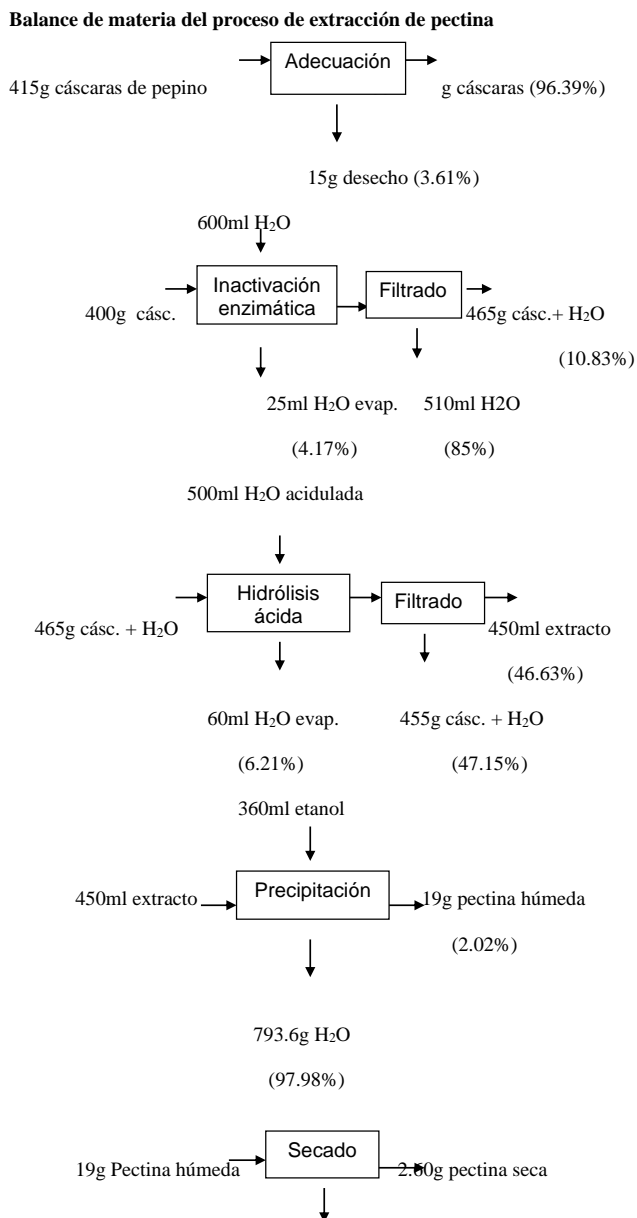 Balance de materia del proceso de extracción de pectina
Adecuación
415g cáscaras de pepino
g cáscaras (96.39%)
15g desecho (3.61%)
600ml H₂O
Inactivación
enzimática
Filtrado
400g cásc.
465g cásc.+ H₂O
(10.83%)
25ml H₂O evap.
510ml H2O
(4.17%)
(85%)
500ml H₂O acidulada
Hidrólisis
ácida
Filtrado
465g cásc. + H₂O
450ml extracto
(46.63%)
60ml H₂O evap.
455g cásc. + H₂O
(6.21%)
(47.15%)
360ml etanol
Precipitación
450ml extracto
19g pectina húmeda
(2.02%)
793.6g H₂O
(97.98%)
Secado
19g Pectina húmeda
2.60g pectina seca